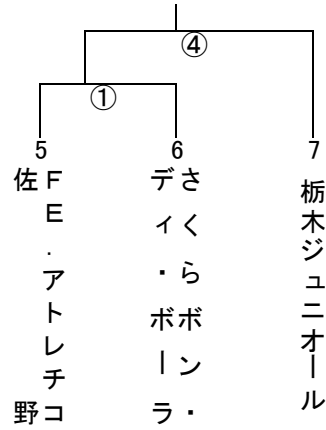 ④
①
5 6 7
FE.アトレチコ
佐野
さくらボン・
ディ・ボーラ
栃木ジュニオール